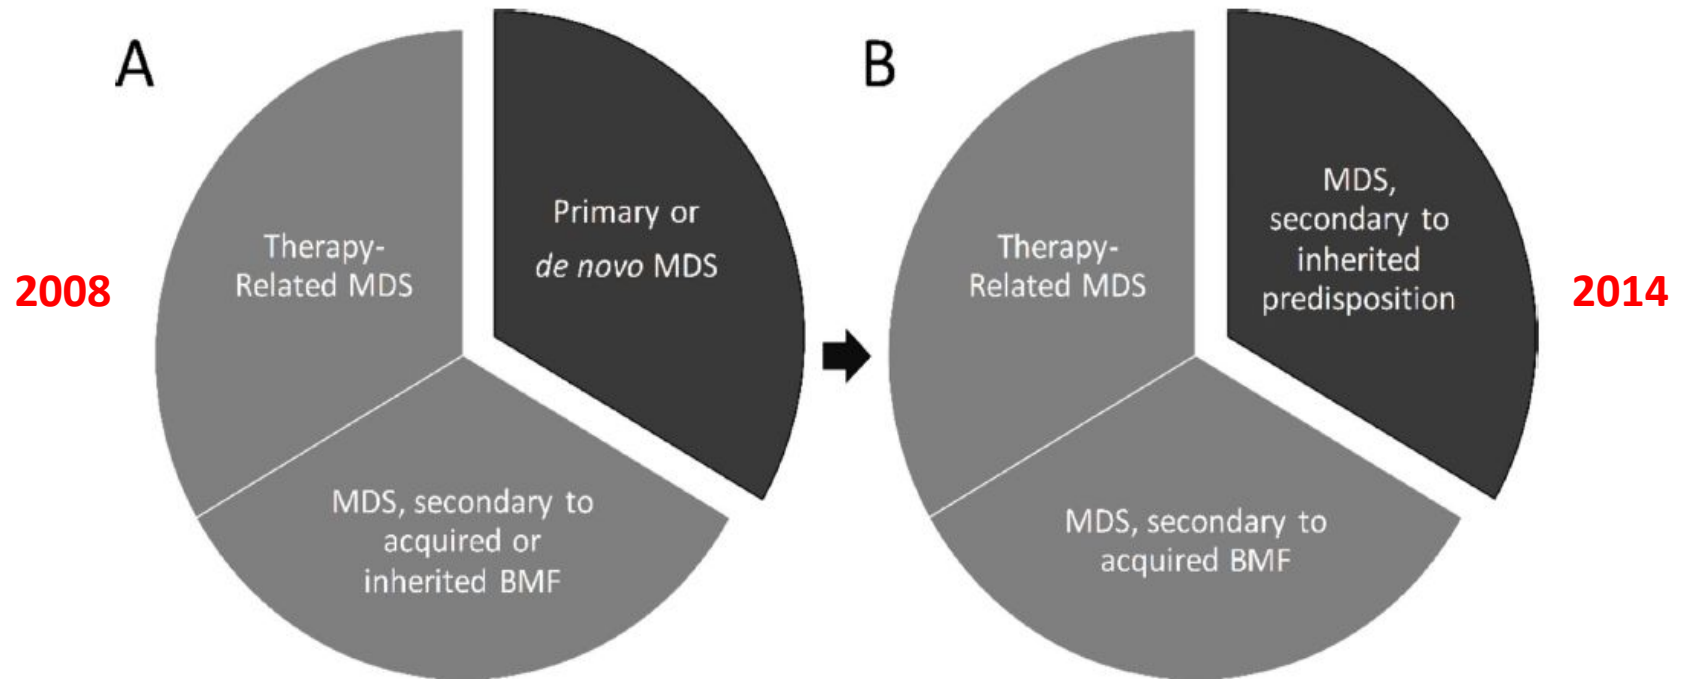 A
2008
Therapy-
Related MDS
Primary or
de novo MDS
MDS, secondary to
acquired or
inherited BMF
B
2014
Therapy-
Related MDS
MDS,
secondary to
inherited
predisposition
MDS, secondary to
acquired BMF